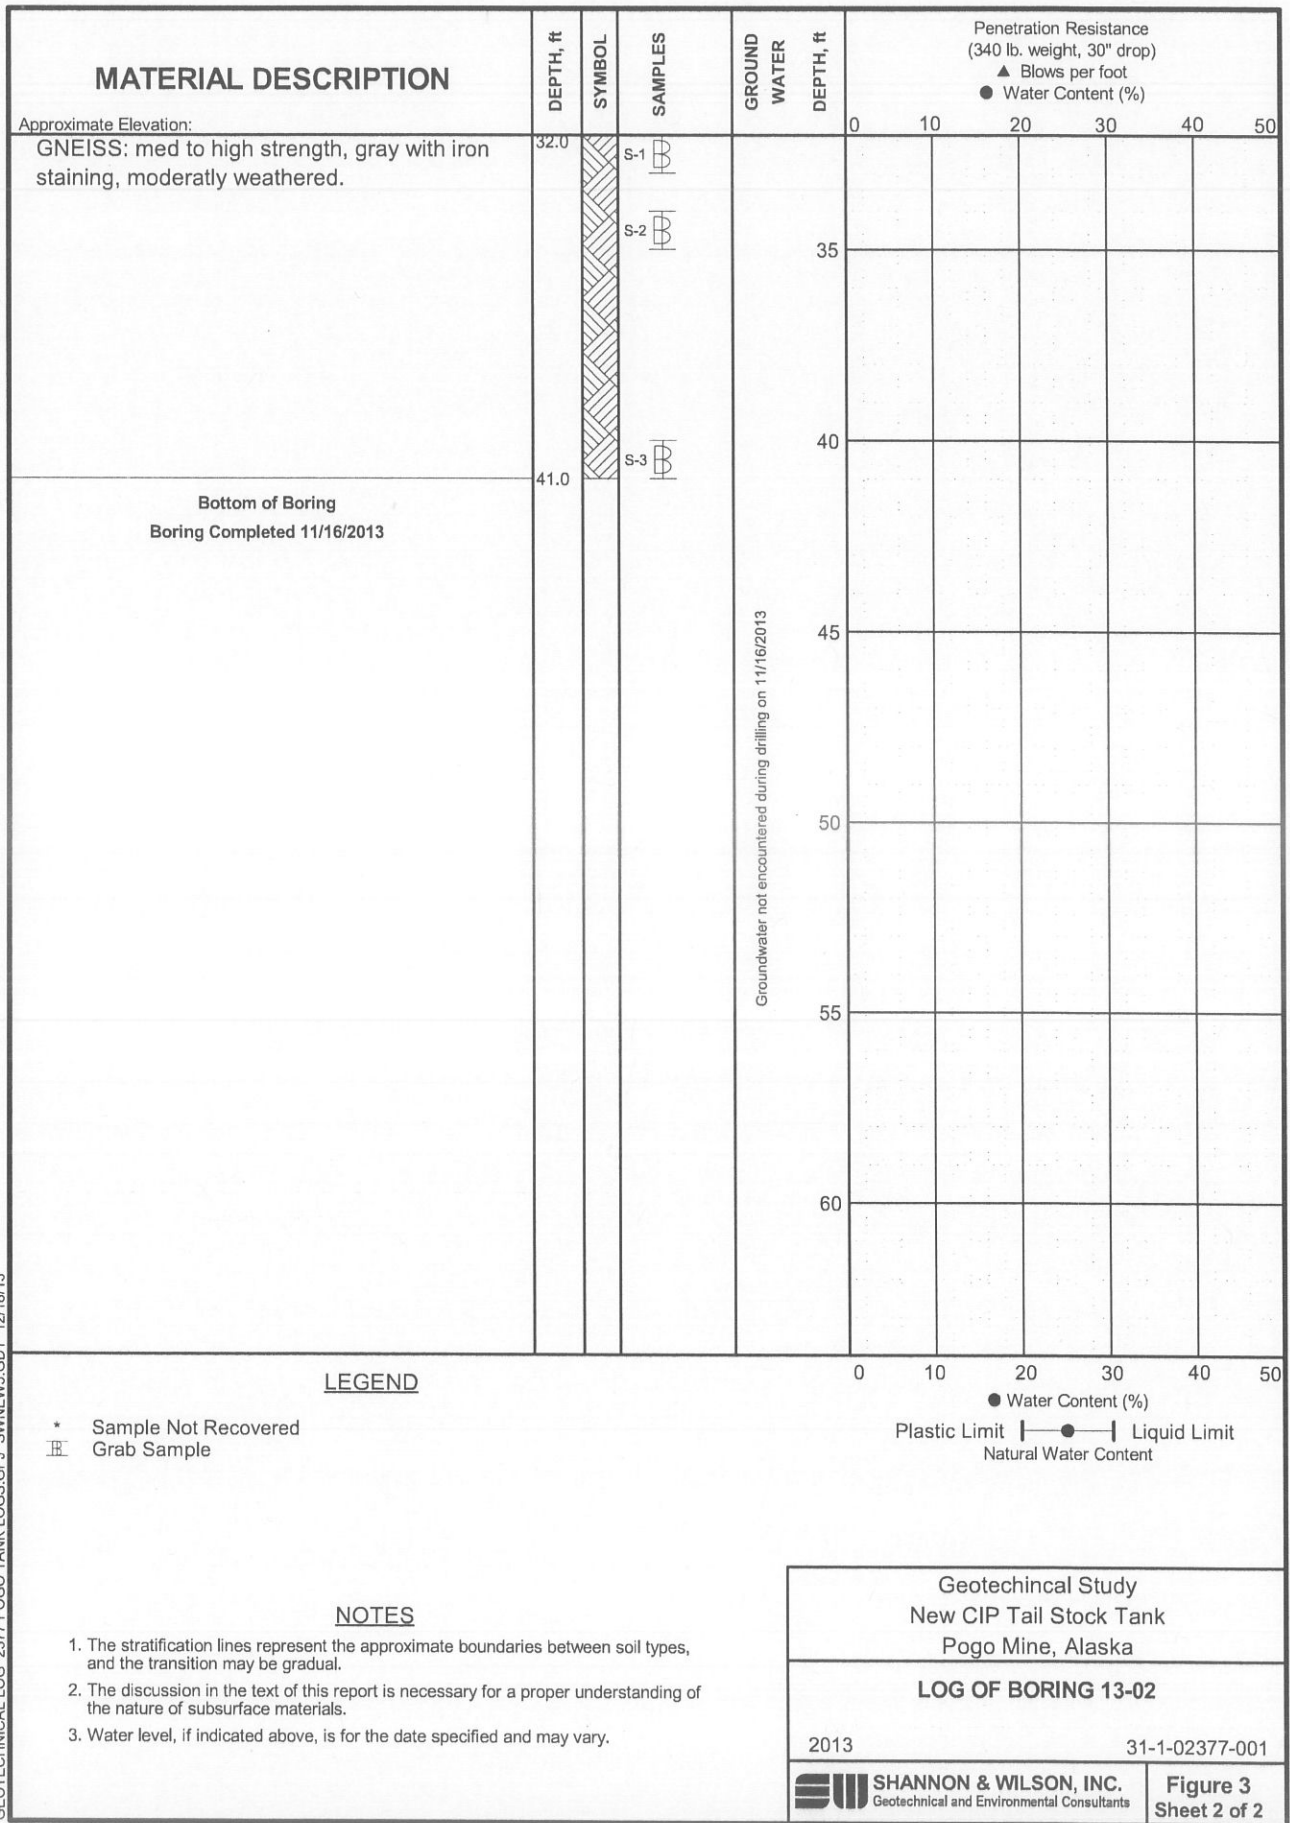 MATERIAL DESCRIPTION
Approximate Elevation:
DEPTH, ft
SYMBOL
SAMPLES
GROUND
WATER
DEPTH, ft
Penetration Resistance
(340 lb. weight, 30" drop)
▲ Blows per foot
● Water Content (%)
0 10 20 30 40 50
GNEISS: med to high strength, gray with iron
staining, moderatly weathered.
32.0
S-1
S-2
35
40
S-3
41.0
Bottom of Boring
Boring Completed 11/16/2013
Groundwater not encountered during drilling on 11/16/2013
45
50
55
60
0 10 20 30 40 50
● Water Content (%)
Plastic Limit Liquid Limit
Natural Water Content
LEGEND
* Sample Not Recovered
Grab Sample
NOTES
1. The stratification lines represent the approximate boundaries between soil types,
and the transition may be gradual.
2. The discussion in the text of this report is necessary for a proper understanding of
the nature of subsurface materials.
3. Water level, if indicated above, is for the date specified and may vary.
Geotechincal Study
New CIP Tail Stock Tank
Pogo Mine, Alaska
LOG OF BORING 13-02
2013 31-1-02377-001
SHANNON & WILSON, INC.
Geotechnical and Environmental Consultants
Figure 3
Sheet 2 of 2